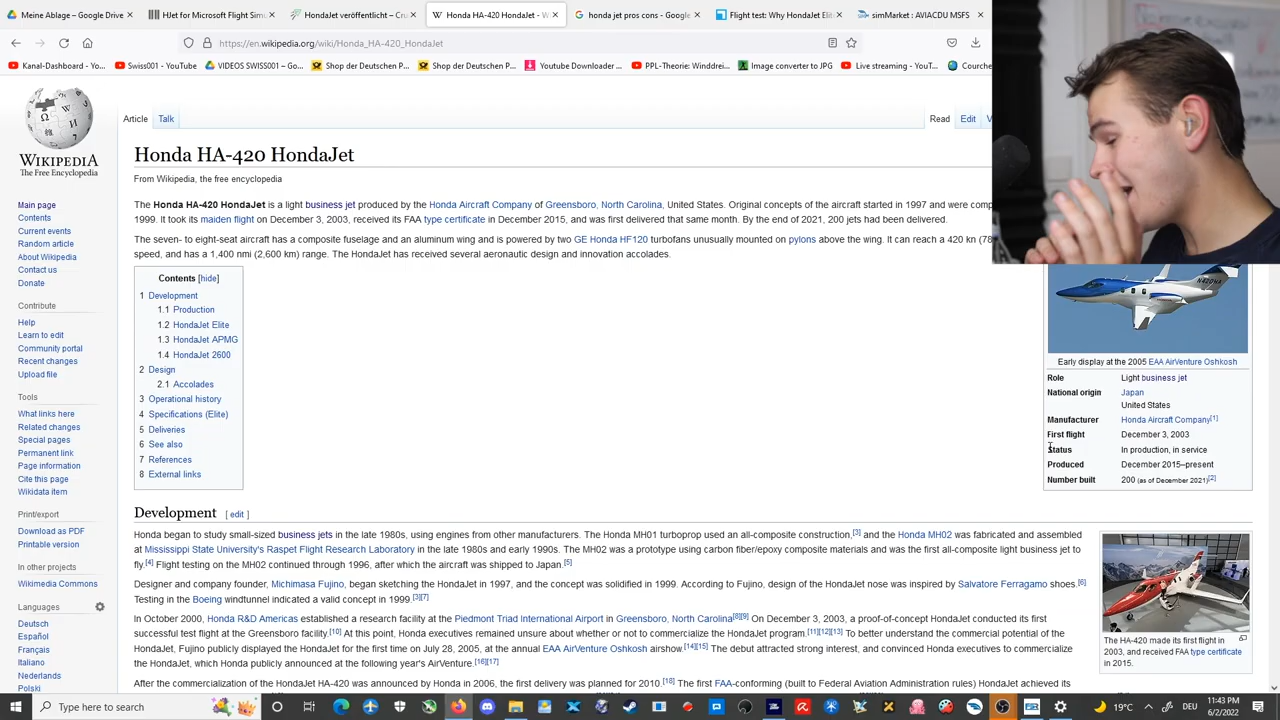 Meine Ablage – Google Drive
HJet for Microsoft Flight Simu
HondaJet veröffentlicht – Cru
Honda HA-420 HondaJet - W
honda jet pros cons - Google
Flight test: Why HondaJet Elite
simMarket : AVIACDU MSFS
https://en.wikipedia.org/wiki/Honda_HA-420_HondaJet
Kanal-Dashboard - Yo...
Swiss001 - YouTube
VIDEOS SWISS001 – Go...
Shop der Deutschen P...
Shop der Deutschen P...
Youtube Downloader ...
PPL-Theorie: Windrei...
Image converter to JPG
Live streaming - YouT...
Courche
WIKIPEDIA
The Free Encyclopedia
Main page
Contents
Current events
Random article
About Wikipedia
Contact us
Donate
Contribute
Help
Learn to edit
Community portal
Recent changes
Upload file
Tools
What links here
Related changes
Special pages
Permanent link
Page information
Cite this page
Wikidata item
Print/export
Download as PDF
Printable version
In other projects
Wikimedia Commons
Languages
Deutsch
Español
Français
Italiano
Nederlands
Polski
Article Talk
Read Edit V
Honda HA-420 HondaJet
From Wikipedia, the free encyclopedia
The Honda HA-420 HondaJet is a light business jet produced by the Honda Aircraft Company of Greensboro, North Carolina, United States. Original concepts of the aircraft started in 1997 and were comp
1999. It took its maiden flight on December 3, 2003, received its FAA type certificate in December 2015, and was first delivered that same month. By the end of 2021, 200 jets had been delivered.
The seven- to eight-seat aircraft has a composite fuselage and an aluminum wing and is powered by two GE Honda HF120 turbofans unusually mounted on pylons above the wing. It can reach a 420 kn (78
speed, and has a 1,400 nmi (2,600 km) range. The HondaJet has received several aeronautic design and innovation accolades.
Contents [hide]
1 Development
1.1 Production
1.2 HondaJet Elite
1.3 HondaJet APMG
1.4 HondaJet 2600
2 Design
2.1 Accolades
3 Operational history
4 Specifications (Elite)
5 Deliveries
6 See also
7 References
8 External links
N420HA
Early display at the 2005 EAA AirVenture Oshkosh
Role Light business jet
National origin Japan
United States
Manufacturer Honda Aircraft Company[1]
First flight December 3, 2003
Status In production, in service
Produced December 2015–present
Number built 200 (as of December 2021)[2]
Development [ edit ]
Honda began to study small-sized business jets in the late 1980s, using engines from other manufacturers. The Honda MH01 turboprop used an all-composite construction,[3] and the Honda MH02 was fabricated and assembled
at Mississippi State University's Raspet Flight Research Laboratory in the late 1980s and early 1990s. The MH02 was a prototype using carbon fiber/epoxy composite materials and was the first all-composite light business jet to
fly.[4] Flight testing on the MH02 continued through 1996, after which the aircraft was shipped to Japan.[5]
Designer and company founder, Michimasa Fujino, began sketching the HondaJet in 1997, and the concept was solidified in 1999. According to Fujino, design of the HondaJet nose was inspired by Salvatore Ferragamo shoes.[6]
Testing in the Boeing windtunnel indicated a valid concept in 1999.[3][7]
In October 2000, Honda R&D Americas established a research facility at the Piedmont Triad International Airport in Greensboro, North Carolina[8][9] On December 3, 2003, a proof-of-concept HondaJet conducted its first
successful test flight at the Greensboro facility.[10] At this point, Honda executives remained unsure about whether or not to commercialize the HondaJet program.[11][12][13] To better understand the commercial potential of the
HondaJet, Fujino publicly displayed the HondaJet for the first time on July 28, 2005, at the annual EAA AirVenture Oshkosh airshow.[14][15] The debut attracted strong interest, and convinced Honda executives to commercialize
the HondaJet, which Honda publicly announced at the following year's AirVenture.[16][17]
After the commercialization of the HondaJet HA-420 was announced by Honda in 2006, the first delivery was planned for 2010.[18] The first FAA-conforming (built to Federal Aviation Administration rules) HondaJet achieved its
The HA-420 made its first flight in
2003, and received FAA type certificate
in 2015.
Type here to search
19°C
DEU
11:43 PM
6/2/2022